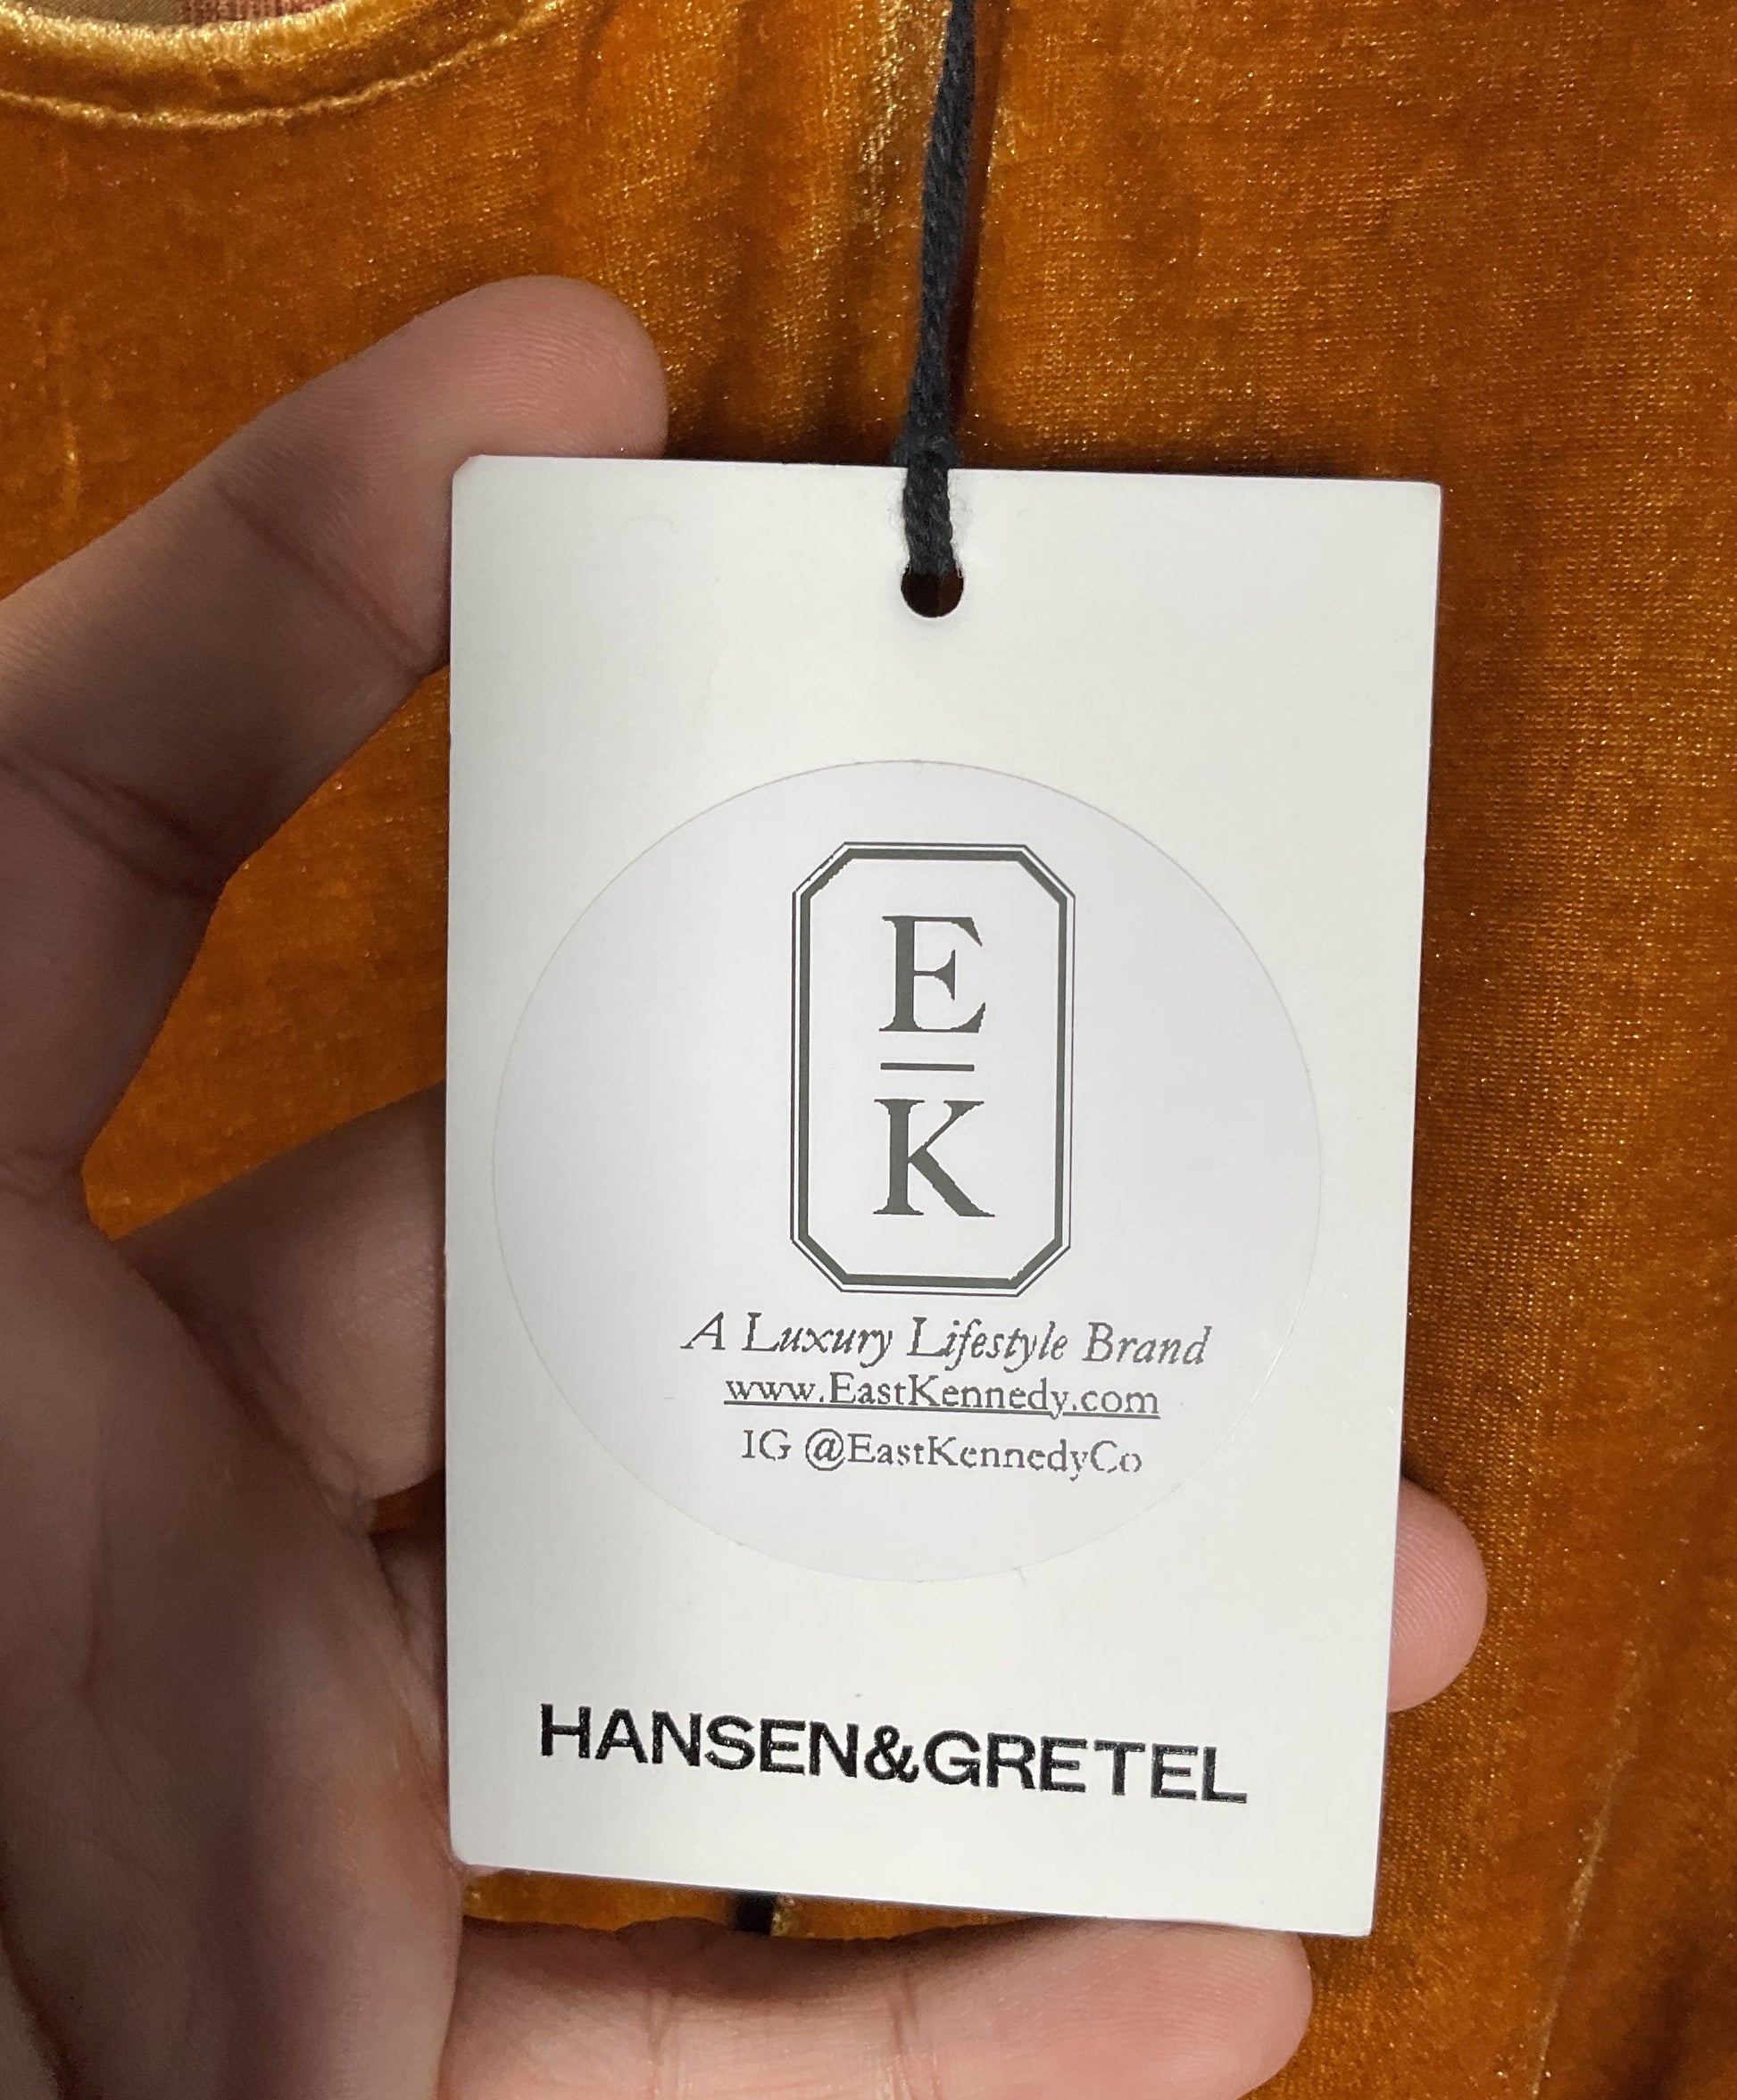 E
K
A Luxury Lifestyle Brand
www.EastKennedy.com
IG @EastKennedyCo
HANSEN&GRETEL